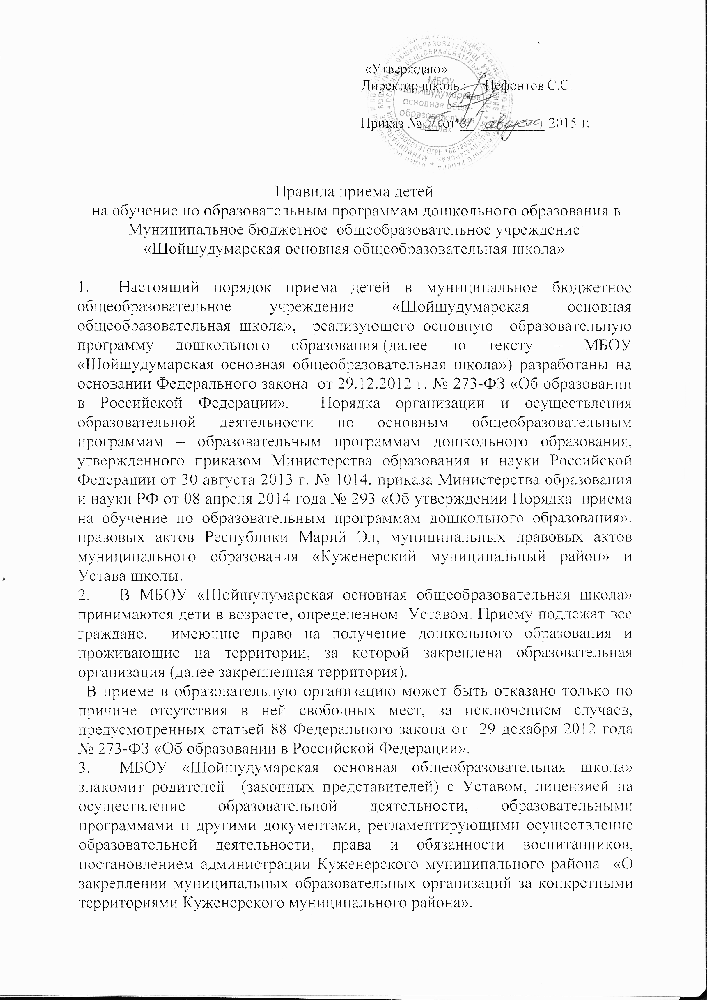 «Утверждаю»
Директор школы: Нефонтов С.С.
Приказ № от 31 августа 2015 г.
МБОУ
«Шойшудумарская
основная обще-
образовательная
школа»
Правила приема детей
на обучение по образовательным программам дошкольного образования в
Муниципальное бюджетное общеобразовательное учреждение
«Шойшудумарская основная общеобразовательная школа»
1. Настоящий порядок приема детей в муниципальное бюджетное
общеобразовательное учреждение «Шойшудумарская основная
общеобразовательная школа», реализующего основную образовательную
программу дошкольного образования (далее по тексту – МБОУ
«Шойшудумарская основная общеобразовательная школа») разработаны на
основании Федерального закона от 29.12.2012 г. № 273-ФЗ «Об образовании
в Российской Федерации», Порядка организации и осуществления
образовательной деятельности по основным общеобразовательным
программам – образовательным программам дошкольного образования,
утвержденного приказом Министерства образования и науки Российской
Федерации от 30 августа 2013 г. № 1014, приказа Министерства образования
и науки РФ от 08 апреля 2014 года № 293 «Об утверждении Порядка приема
на обучение по образовательным программам дошкольного образования»,
правовых актов Республики Марий Эл, муниципальных правовых актов
муниципального образования «Куженерский муниципальный район» и
Устава школы.
2. В МБОУ «Шойшудумарская основная общеобразовательная школа»
принимаются дети в возрасте, определенном Уставом. Приему подлежат все
граждане, имеющие право на получение дошкольного образования и
проживающие на территории, за которой закреплена образовательная
организация (далее закрепленная территория).
В приеме в образовательную организацию может быть отказано только по
причине отсутствия в ней свободных мест, за исключением случаев,
предусмотренных статьей 88 Федерального закона от 29 декабря 2012 года
№ 273-ФЗ «Об образовании в Российской Федерации».
3. МБОУ «Шойшудумарская основная общеобразовательная школа»
знакомит родителей (законных представителей) с Уставом, лицензией на
осуществление образовательной деятельности, образовательными
программами и другими документами, регламентирующими осуществление
образовательной деятельности, права и обязанности воспитанников,
постановлением администрации Куженерского муниципального района «О
закреплении муниципальных образовательных организаций за конкретными
территориями Куженерского муниципального района».